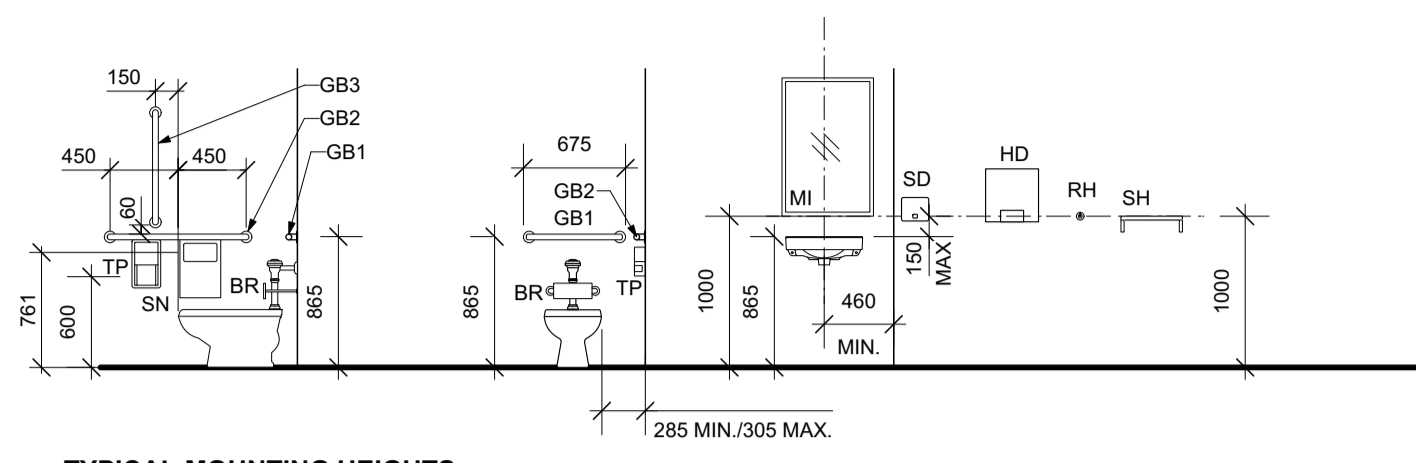 150
GB3
GB2
GB1
450
450
60
TP
SN
BR
761
600
865
675
GB2
GB1
BR
TP
865
285 MIN./305 MAX.
MI
SD
HD
RH
SH
150
MAX
1000
865
460
MIN.
1000
TYPICAL MOUNTING HEIGHTS